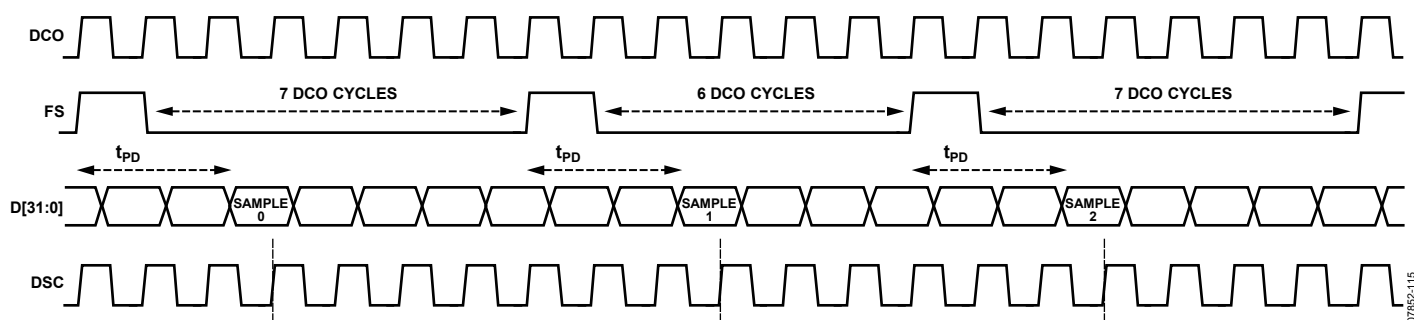 DCO
7 DCO CYCLES
6 DCO CYCLES
7 DCO CYCLES
FS
tPD
tPD
tPD
D[31:0]
SAMPLE
0
SAMPLE
1
SAMPLE
2
DSC
07852-115